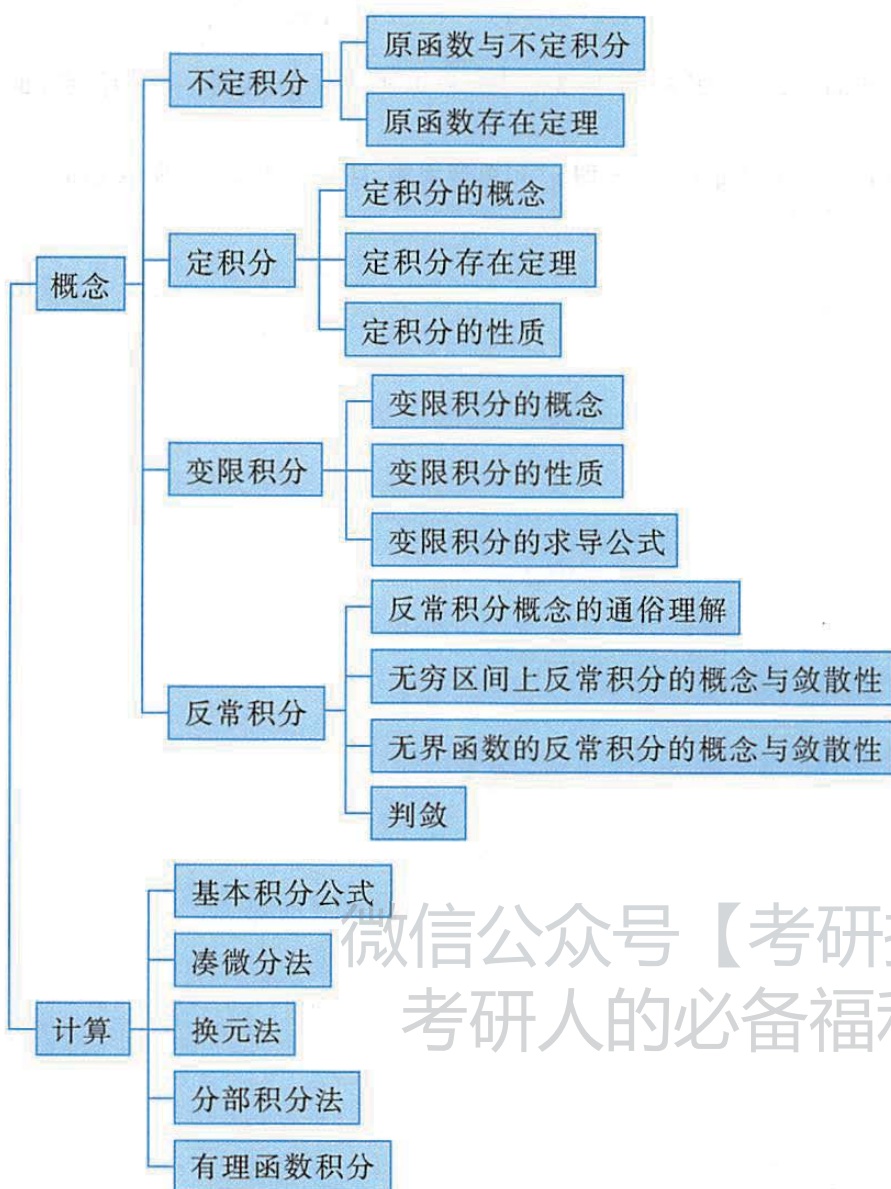 原函数与不定积分
不定积分
原函数存在定理
定积分的概念
定积分
定积分存在定理
概念
定积分的性质
变限积分的概念
变限积分
变限积分的性质
变限积分的求导公式
反常积分概念的通俗理解
无穷区间上反常积分的概念与敛散性
反常积分
无界函数的反常积分的概念与敛散性
判敛
基本积分公式
微信公众号【考研
凑微分法
考研人的必备福利
计算
换元法
分部积分法
有理函数积分